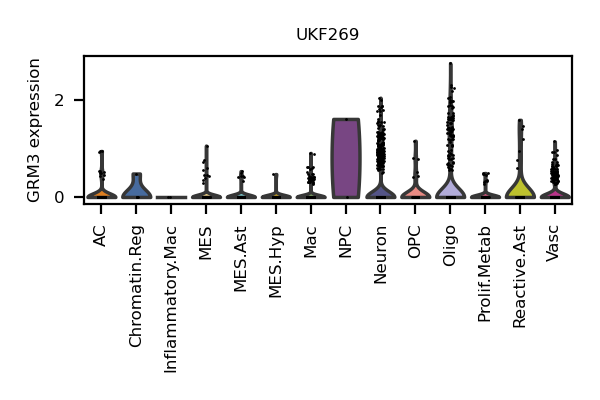 UKF269
GRM3 expression
2
0
AC
Chromatin.Reg
Inflammatory.Mac
MES
MES.Ast
MES.Hyp
Mac
NPC
Neuron
OPC
Oligo
Prolif.Metab
Reactive.Ast
Vasc